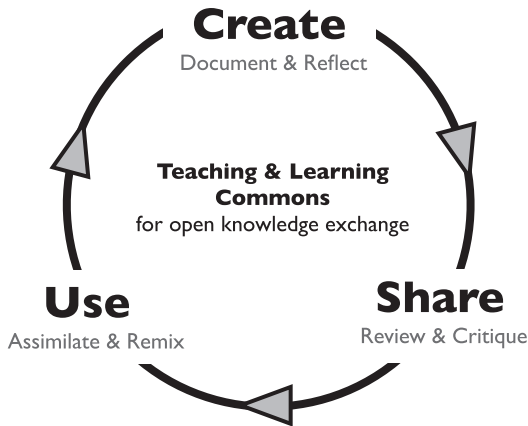 Create
Document & Reflect
Teaching & Learning
Commons
for open knowledge exchange
Use
Assimilate & Remix
Share
Review & Critique